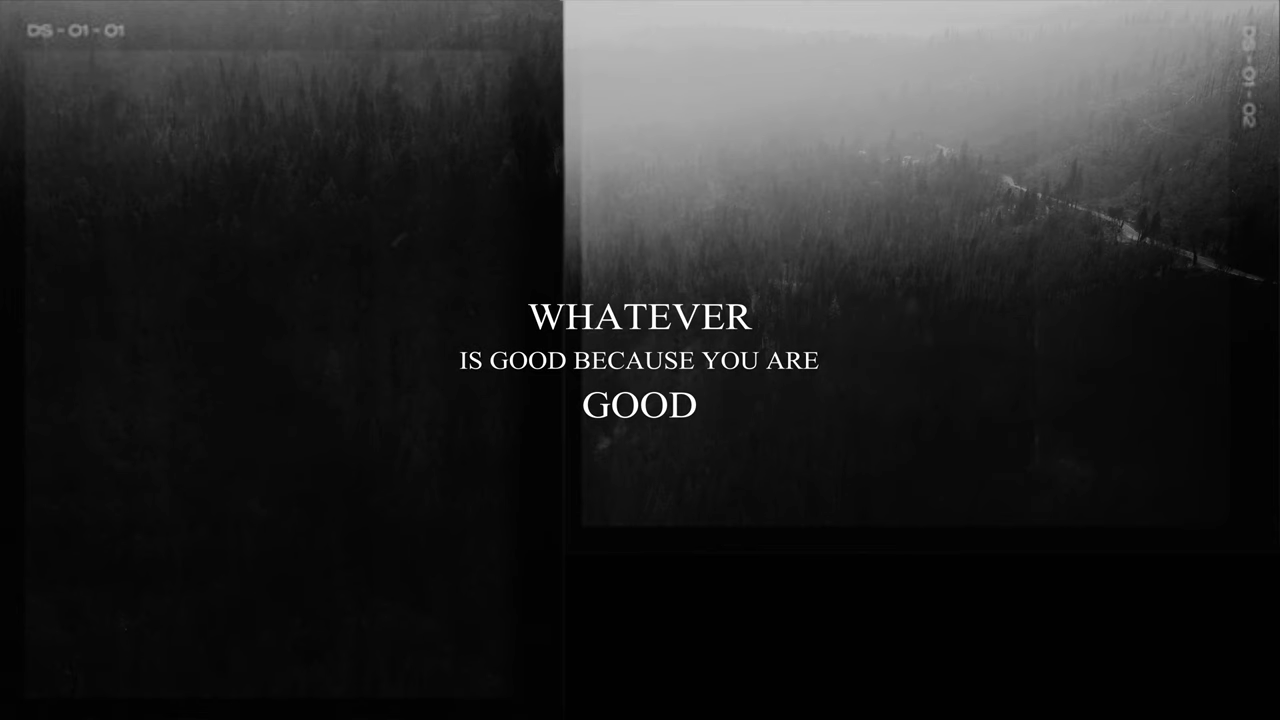 DS - 01 - 01
DS - 01 - 02
WHATEVER
IS GOOD BECAUSE YOU ARE
GOOD